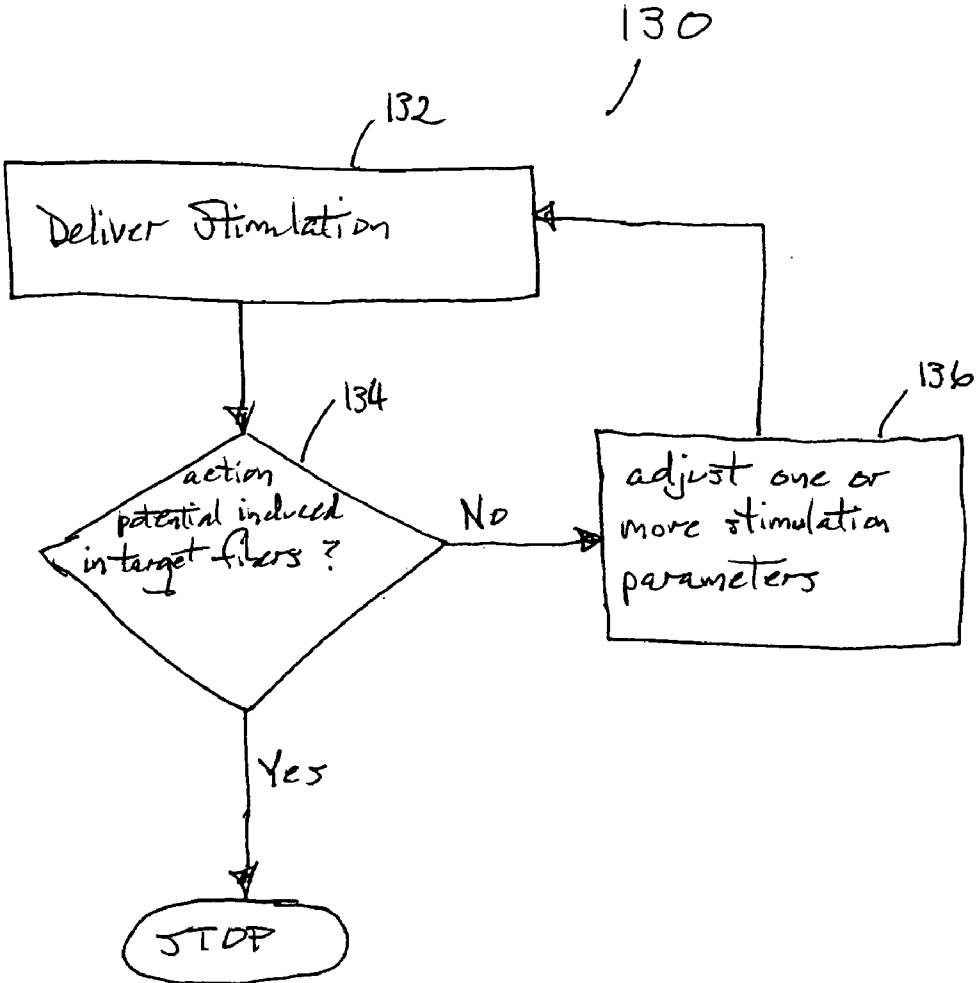 130
132
Deliver Stimulation
134
action
potential induced
in target fibers ?
No
136
adjust one or
more stimulation
parameters
Yes
STOP